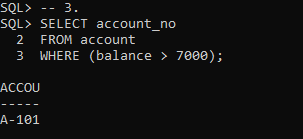 SQL> -- 3.
SQL> SELECT account_no
  2  FROM account
  3  WHERE (balance > 7000);
ACCOU
-----
A-101